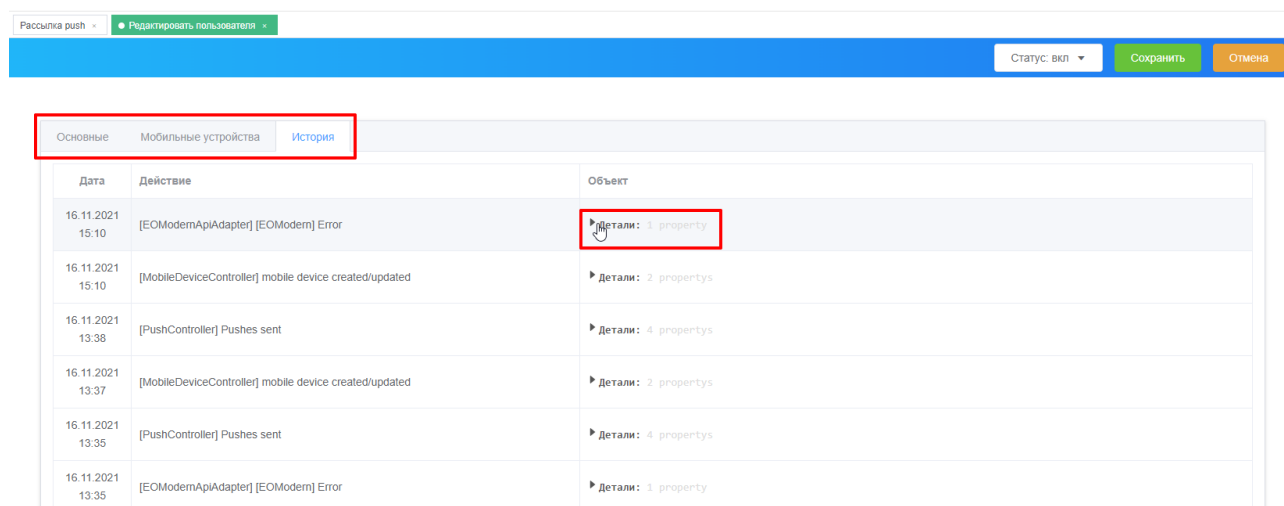 Рассылка push ×
Редактировать пользователя ×
Статус: вкл
Сохранить
Отмена
Основные Мобильные устройства История
Дата Действие Объект
16.11.2021
15:10
[EOModernApiAdapter] [EOModern] Error
Детали: 1 property
16.11.2021
15:10
[MobileDeviceController] mobile device created/updated
Детали: 2 propertys
16.11.2021
13:38
[PushController] Pushes sent
Детали: 4 propertys
16.11.2021
13:37
[MobileDeviceController] mobile device created/updated
Детали: 2 propertys
16.11.2021
13:35
[PushController] Pushes sent
Детали: 4 propertys
16.11.2021
13:35
[EOModernApiAdapter] [EOModern] Error
Детали: 1 property